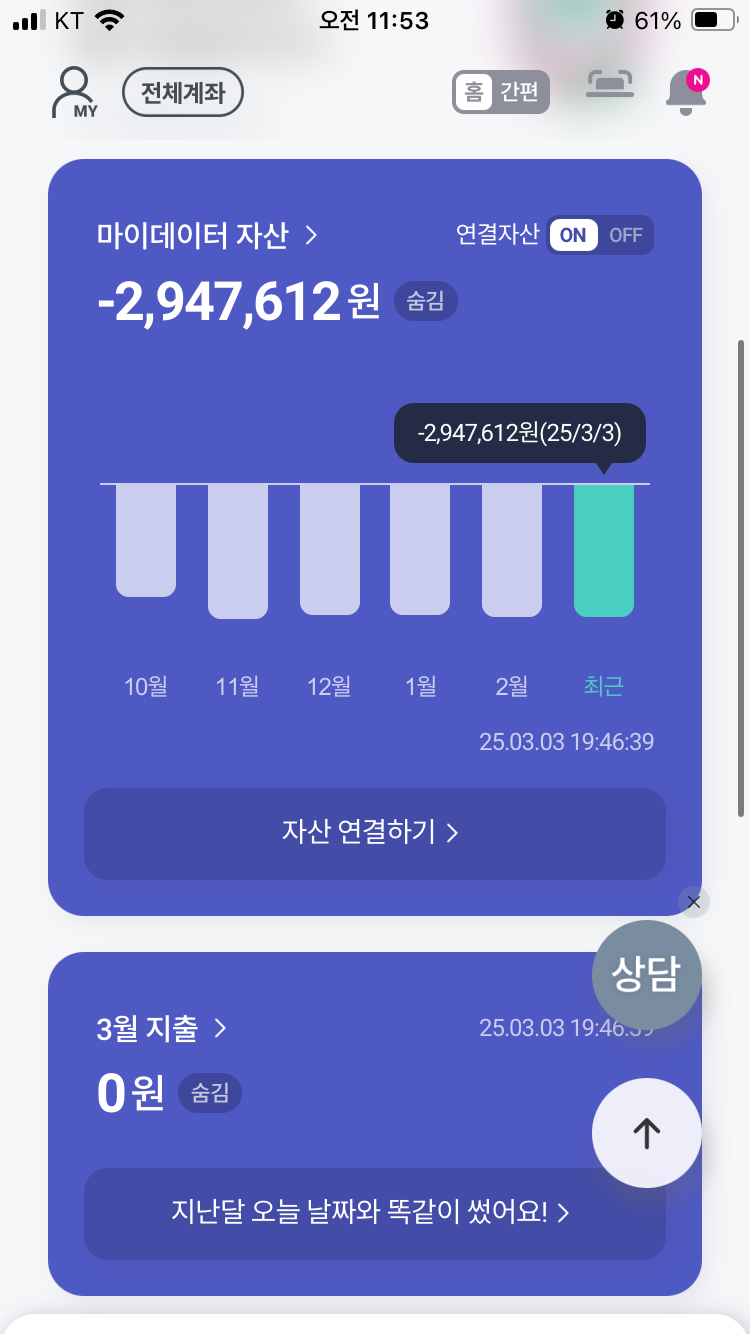 KT 오전 11:53 61%
MY 전체계좌 홈 간편 N
마이데이터 자산 > 연결자산 ON OFF
-2,947,612원 숨김
-2,947,612원(25/3/3)
10월 11월 12월 1월 2월 최근
25.03.03 19:46:39
자산 연결하기 >
상담
3월 지출 > 25.03.03 19:46:39
0원 숨김
지난달 오늘 날짜와 똑같이 썼어요! >